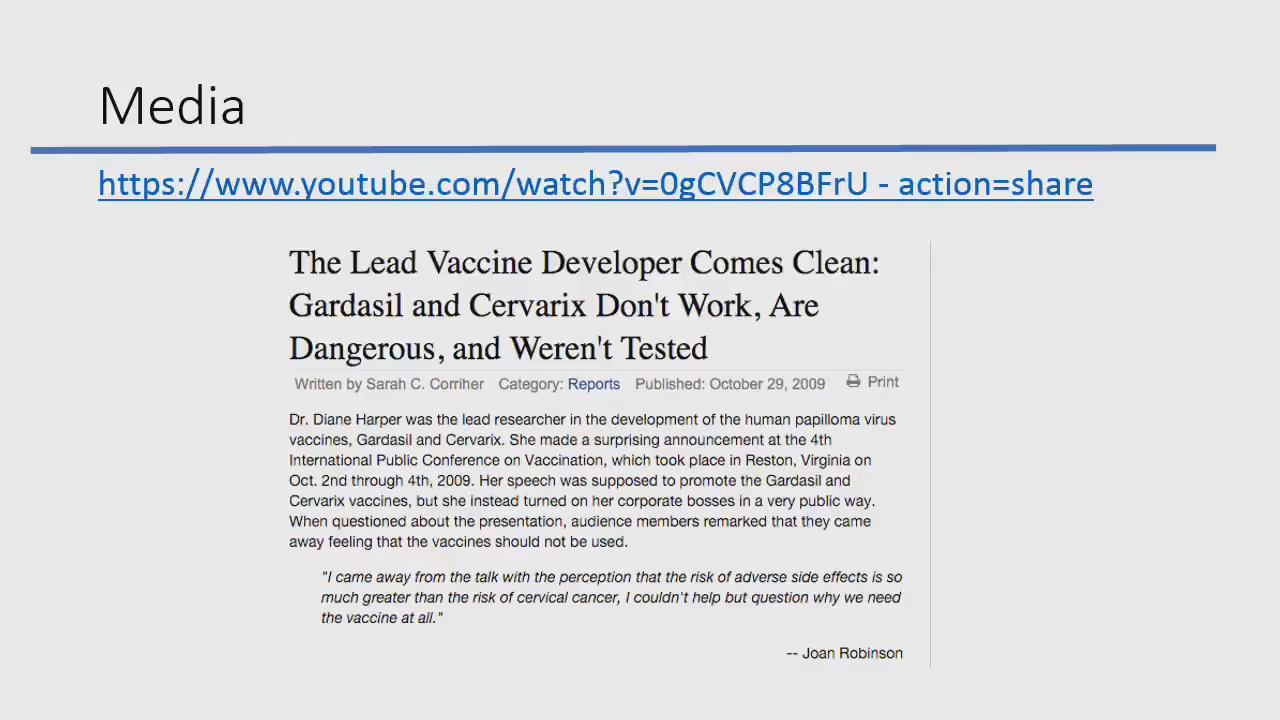 Media
https://www.youtube.com/watch?v=0gCVCP8BFrU - action=share
The Lead Vaccine Developer Comes Clean:
Gardasil and Cervarix Don't Work, Are
Dangerous, and Weren't Tested
Written by Sarah C. Corriher Category: Reports Published: October 29, 2009 Print
Dr. Diane Harper was the lead researcher in the development of the human papilloma virus
vaccines, Gardasil and Cervarix. She made a surprising announcement at the 4th
International Public Conference on Vaccination, which took place in Reston, Virginia on
Oct. 2nd through 4th, 2009. Her speech was supposed to promote the Gardasil and
Cervarix vaccines, but she instead turned on her corporate bosses in a very public way.
When questioned about the presentation, audience members remarked that they came
away feeling that the vaccines should not be used.
"I came away from the talk with the perception that the risk of adverse side effects is so
much greater than the risk of cervical cancer, I couldn't help but question why we need
the vaccine at all."
-- Joan Robinson